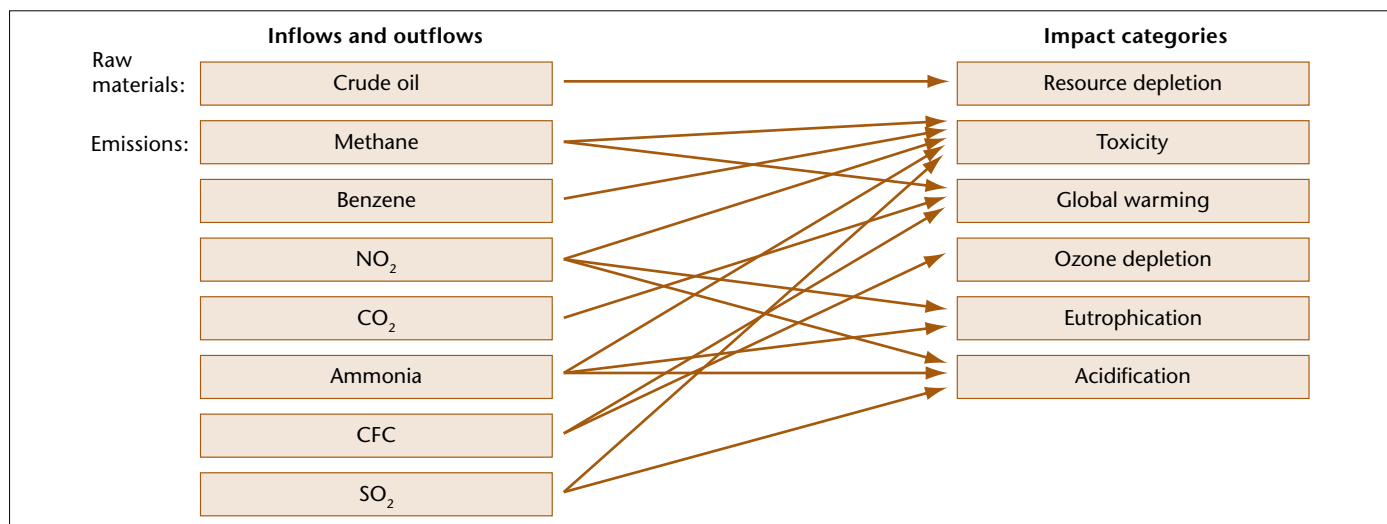 Inflows and outflows
Impact categories
Raw
materials:
Crude oil
Resource depletion
Emissions:
Methane
Toxicity
Benzene
Global warming
NO₂
Ozone depletion
CO₂
Eutrophication
Ammonia
Acidification
CFC
SO₂